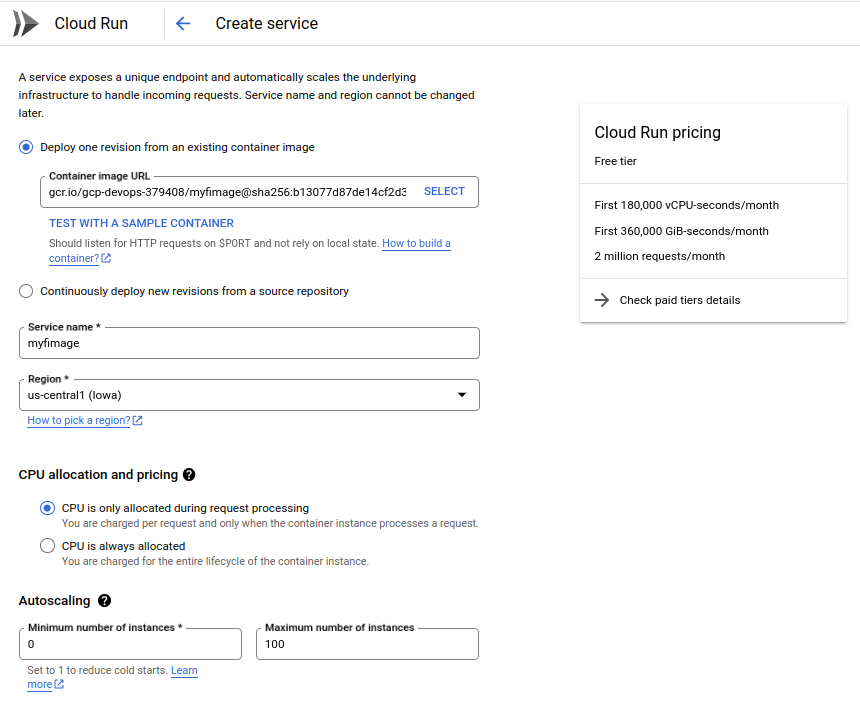 Cloud Run
Create service
A service exposes a unique endpoint and automatically scales the underlying
infrastructure to handle incoming requests. Service name and region cannot be changed
later.
Deploy one revision from an existing container image
Container image URL
gcr.io/gcp-devops-379408/myfimage@sha256:b13077d87de14cf2d3
SELECT
TEST WITH A SAMPLE CONTAINER
Should listen for HTTP requests on $PORT and not rely on local state. How to build a
container?
Continuously deploy new revisions from a source repository
Service name *
myfimage
Region *
us-central1 (Iowa)
How to pick a region?
CPU allocation and pricing
CPU is only allocated during request processing
You are charged per request and only when the container instance processes a request.
CPU is always allocated
You are charged for the entire lifecycle of the container instance.
Autoscaling
Minimum number of instances *
0
Maximum number of instances
100
Set to 1 to reduce cold starts. Learn
more
Cloud Run pricing
Free tier
First 180,000 vCPU-seconds/month
First 360,000 GiB-seconds/month
2 million requests/month
Check paid tiers details